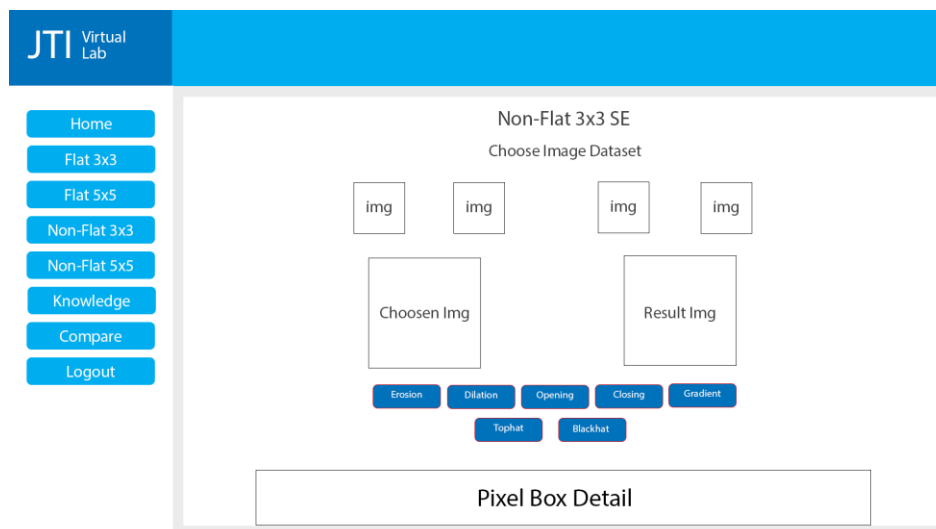 JTI Virtual
Lab
Home
Flat 3x3
Flat 5x5
Non-Flat 3x3
Non-Flat 5x5
Knowledge
Compare
Logout
Non-Flat 3x3 SE
Choose Image Dataset
img img img img
Choosen Img Result Img
Erosion Dilation Opening Closing Gradient
Tophat Blackhat
Pixel Box Detail